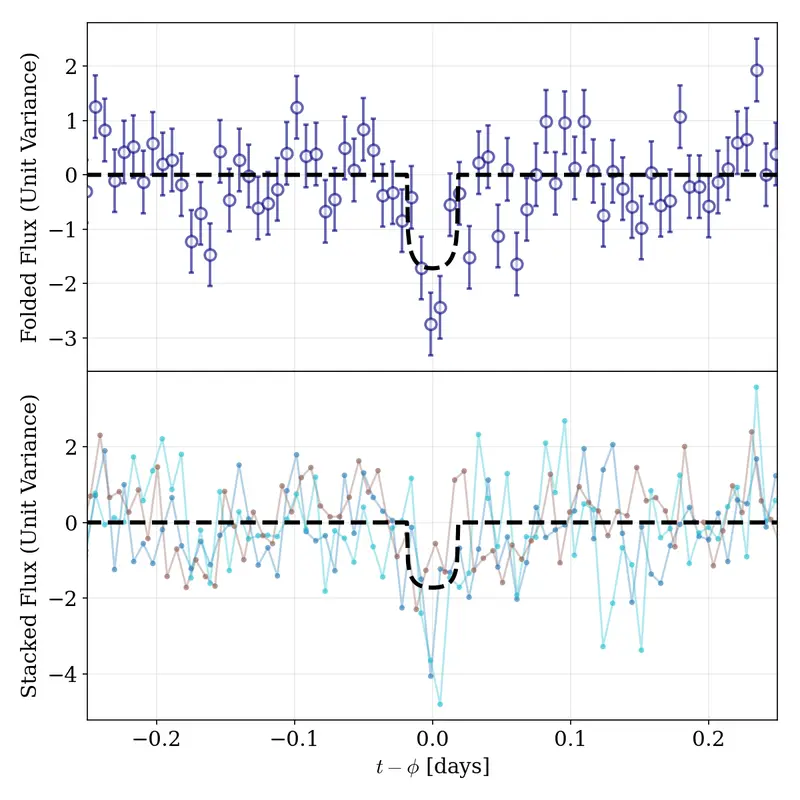 Folded Flux (Unit Variance)
2
1
0
−1
−2
−3
Stacked Flux (Unit Variance)
2
0
−2
−4
−0.2 −0.1 0.0 0.1 0.2
t − ϕ [days]